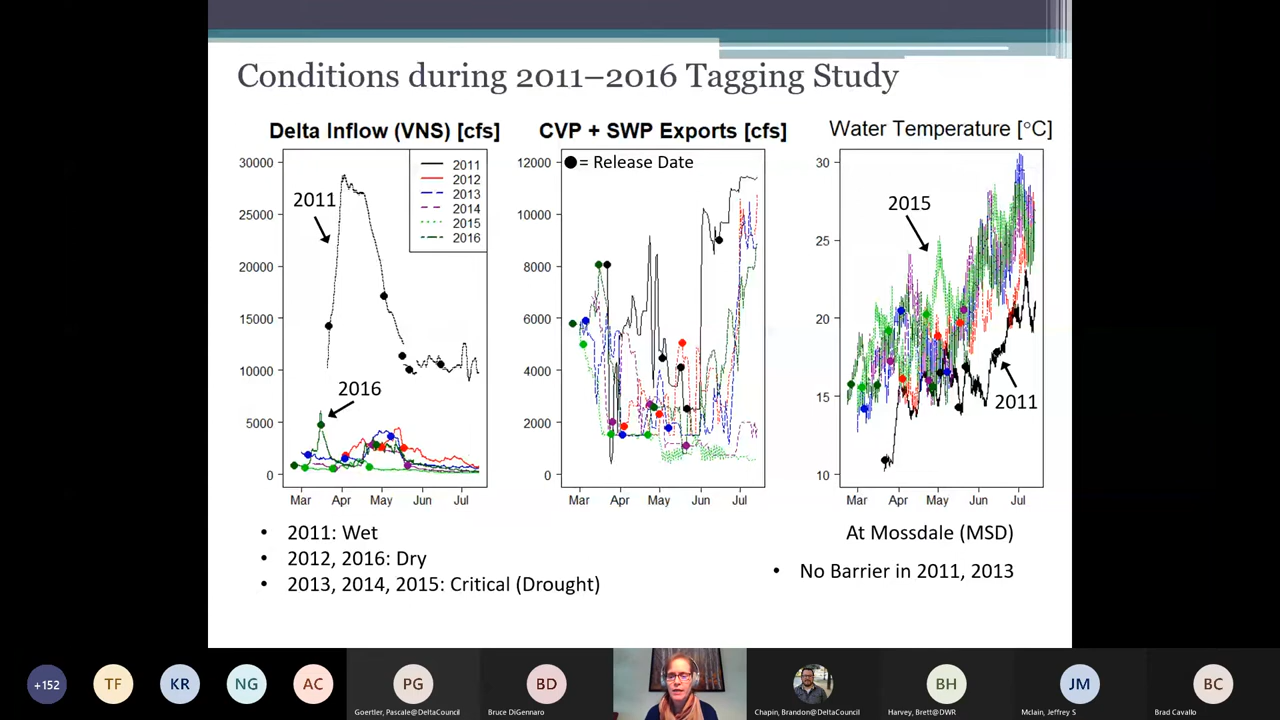 Conditions during 2011–2016 Tagging Study
Delta Inflow (VNS) [cfs]
30000
25000
20000
15000
10000
5000
0
Mar Apr May Jun Jul
2011
2012
2013
2014
2015
2016
2011
2016
CVP + SWP Exports [cfs]
= Release Date
12000
10000
8000
6000
4000
2000
0
Mar Apr May Jun Jul
Water Temperature [°C]
30
25
20
15
10
Mar Apr May Jun Jul
2015
2011
• 2011: Wet
• 2012, 2016: Dry
• 2013, 2014, 2015: Critical (Drought)
At Mossdale (MSD)
• No Barrier in 2011, 2013
+152
TF
KR
NG
AC
PG
Goertler, Pascale@DeltaCouncil
BD
Bruce DiGennaro
Chapin, Brandon@DeltaCouncil
BH
Harvey, Brett@DWR
JM
Mclain, Jeffrey S
BC
Brad Cavallo